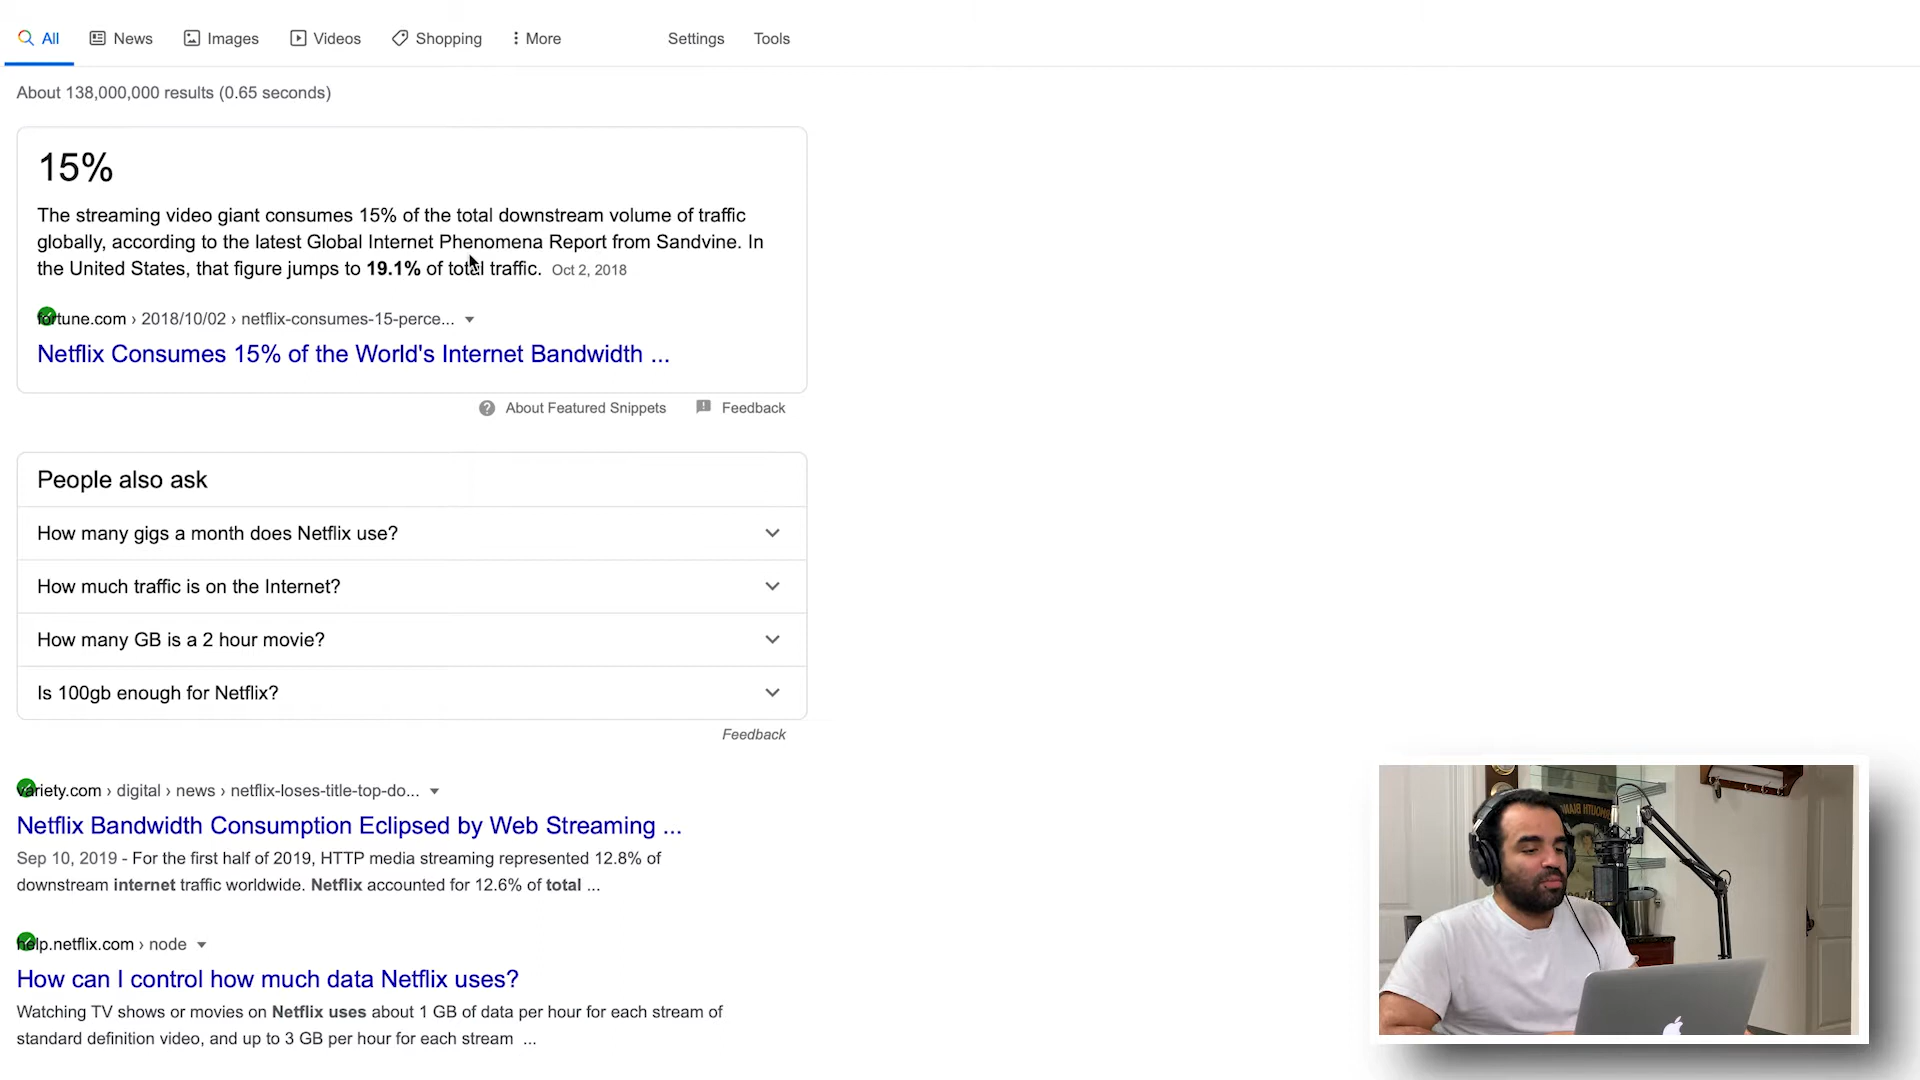 All News Images Videos Shopping More Settings Tools
About 138,000,000 results (0.65 seconds)
15%
The streaming video giant consumes 15% of the total downstream volume of traffic
globally, according to the latest Global Internet Phenomena Report from Sandvine. In
the United States, that figure jumps to 19.1% of total traffic. Oct 2, 2018
fortune.com › 2018/10/02 › netflix-consumes-15-perce...
Netflix Consumes 15% of the World's Internet Bandwidth ...
About Featured Snippets Feedback
People also ask
How many gigs a month does Netflix use?
How much traffic is on the Internet?
How many GB is a 2 hour movie?
Is 100gb enough for Netflix?
Feedback
variety.com › digital › news › netflix-loses-title-top-do...
Netflix Bandwidth Consumption Eclipsed by Web Streaming ...
Sep 10, 2019 - For the first half of 2019, HTTP media streaming represented 12.8% of
downstream internet traffic worldwide. Netflix accounted for 12.6% of total ...
help.netflix.com › node
How can I control how much data Netflix uses?
Watching TV shows or movies on Netflix uses about 1 GB of data per hour for each stream of
standard definition video, and up to 3 GB per hour for each stream ...